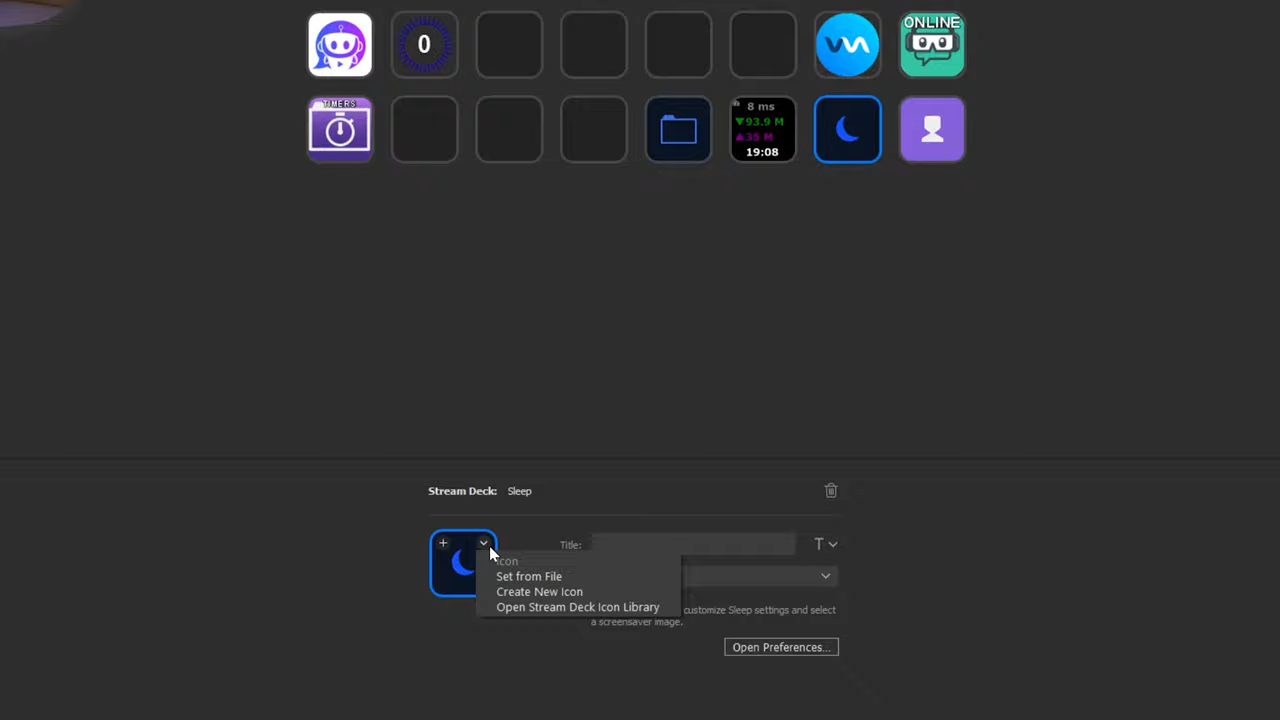 0
ONLINE
TIMERS
8 ms
▼93.9 M
▲35 M
19:08
Stream Deck: Sleep
Title:
T
Icon
Set from File
Create New Icon
Open Stream Deck Icon Library
customize Sleep settings and select
a screensaver image.
Open Preferences...